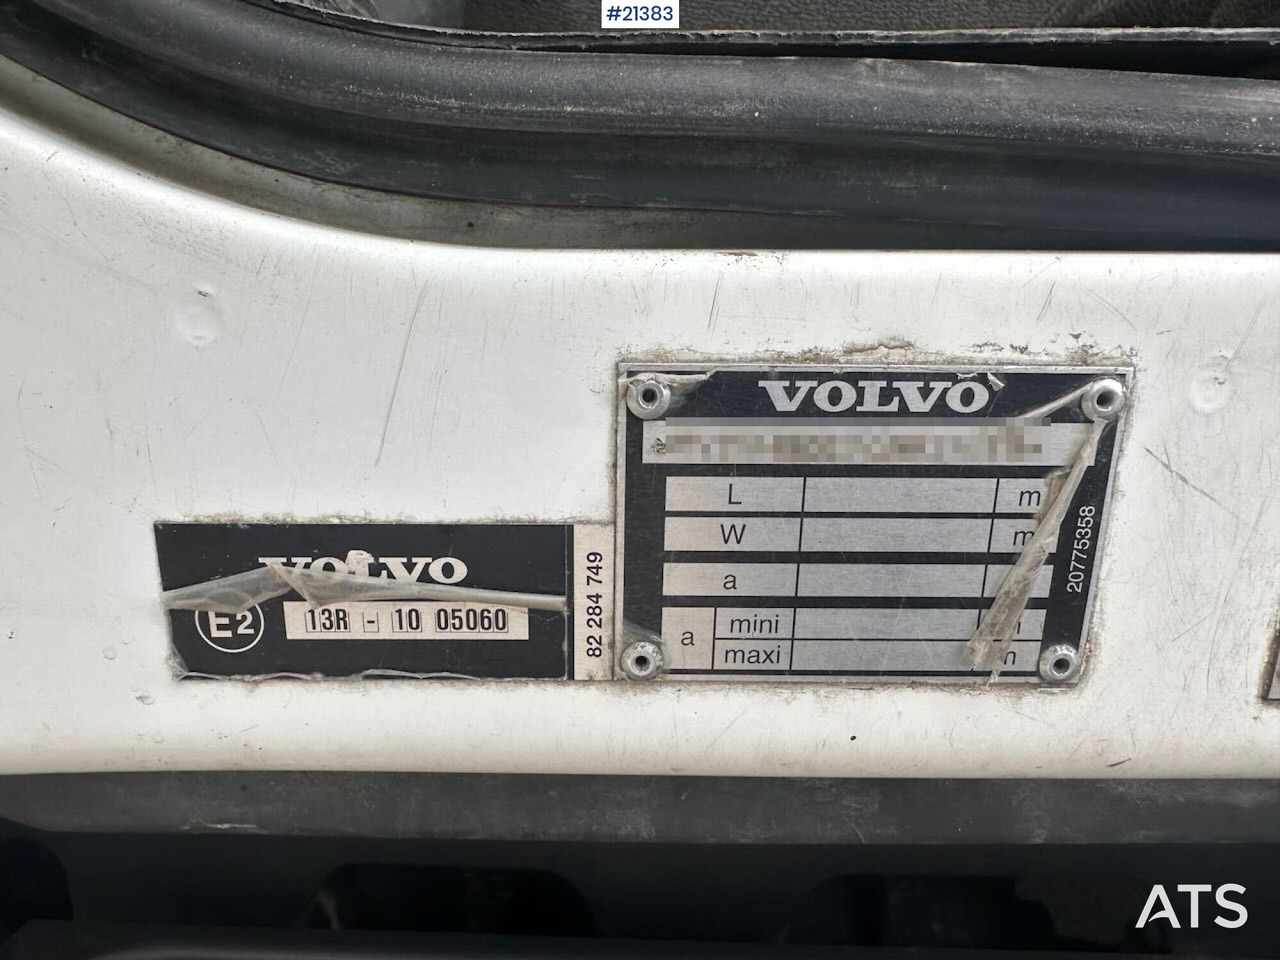 #21383
VOLVO
L m
W m
a
a mini
maxi m
20775358
VOLVO
E2 13R - 10 05060
82 284 749
ATS